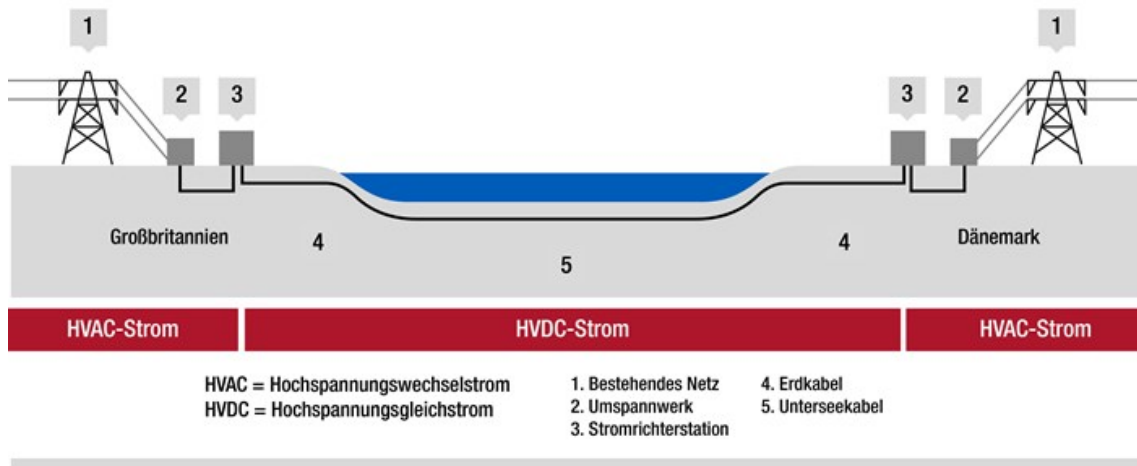 1
1
2
3
3
2
Großbritannien
4
5
4
Dänemark
HVAC-Strom
HVDC-Strom
HVAC-Strom
HVAC = Hochspannungswechselstrom
HVDC = Hochspannungsgleichstrom
1. Bestehendes Netz
2. Umspannwerk
3. Stromrichterstation
4. Erdkabel
5. Unterseekabel